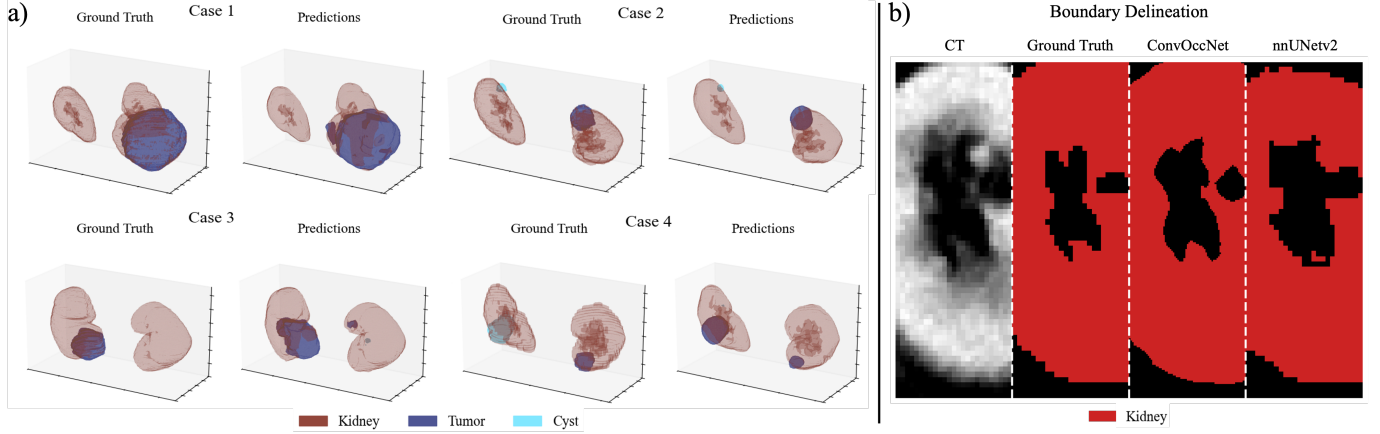 a)
Case 1
Ground Truth
Predictions
Case 2
Ground Truth
Predictions
Case 3
Ground Truth
Predictions
Case 4
Ground Truth
Predictions
Kidney
Tumor
Cyst
b)
Boundary Delineation
CT
Ground Truth
ConvOccNet
nnUNetv2
Kidney